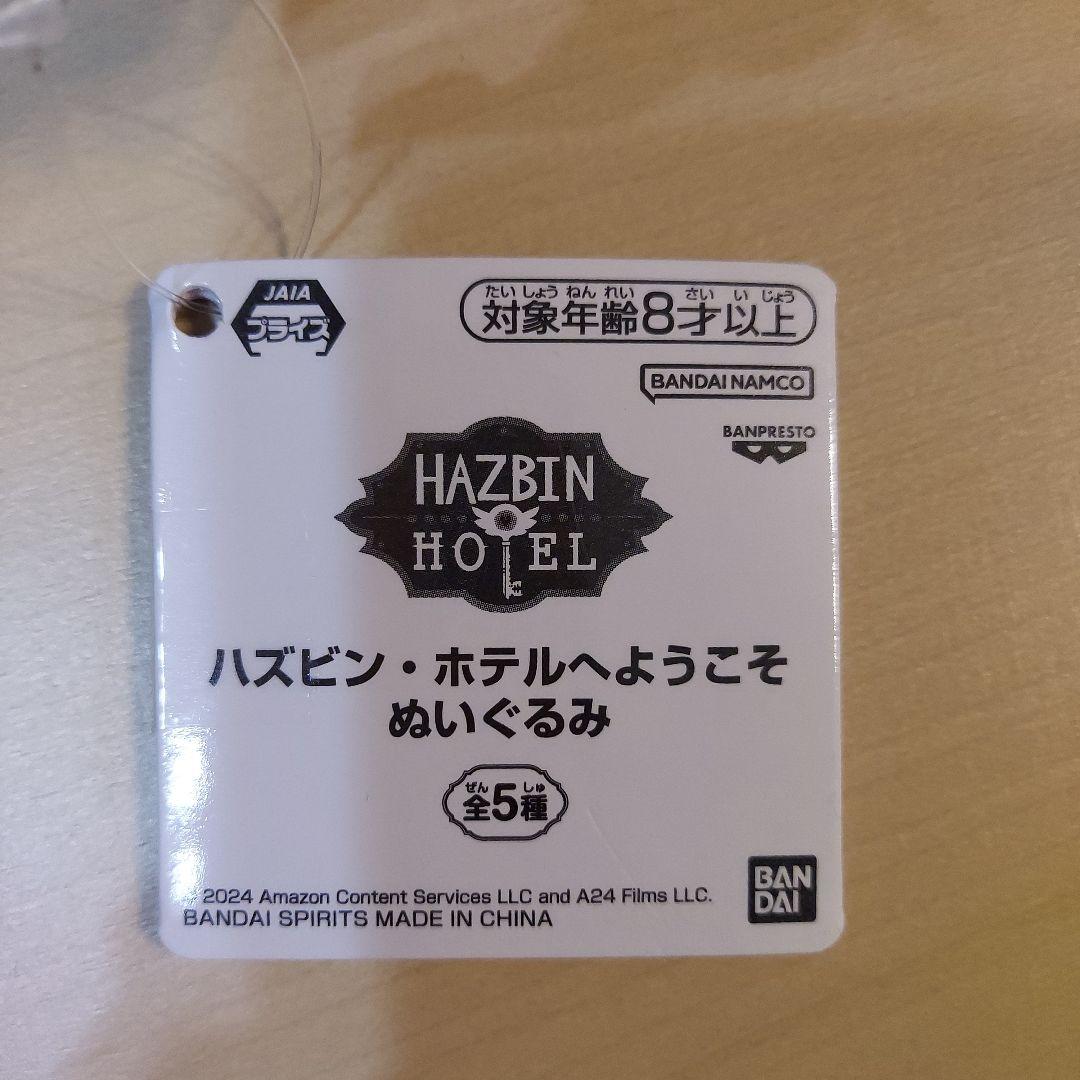 JAIA
プライズ
たいしょうねんれい さいいじょう
対象年齢8才以上
BANDAI NAMCO
BANPRESTO
HAZBIN
HOTEL
ハズビン・ホテルへようこそ
ぬいぐるみ
ぜん しゅ
全5種
2024 Amazon Content Services LLC and A24 Films LLC.
BANDAI SPIRITS MADE IN CHINA
BAN
DAI